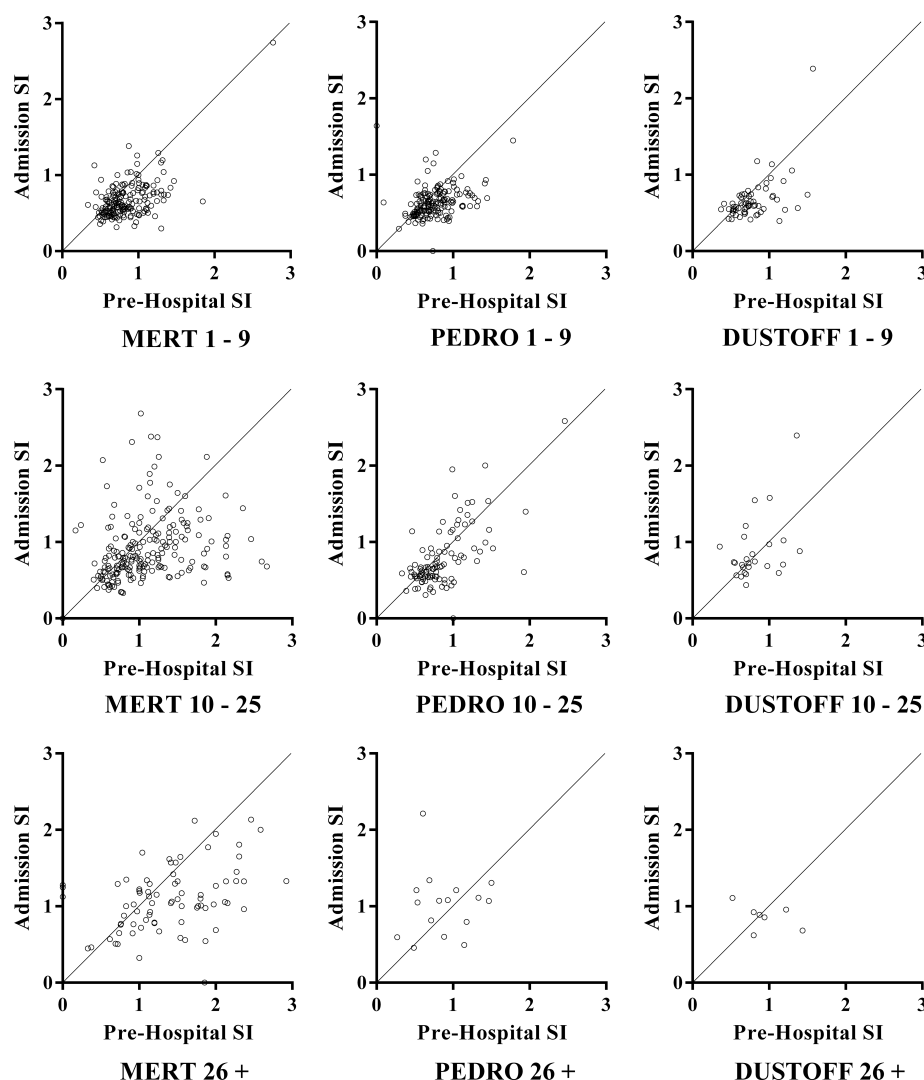 3 3 3
Admission SI Admission SI Admission SI
2 2 2
1 1 1
0 0 0
0 1 2 3 0 1 2 3 0 1 2 3
Pre-Hospital SI Pre-Hospital SI Pre-Hospital SI
MERT 1 - 9 PEDRO 1 - 9 DUSTOFF 1 - 9
3 3 3
Admission SI Admission SI Admission SI
2 2 2
1 1 1
0 0 0
0 1 2 3 0 1 2 3 0 1 2 3
Pre-Hospital SI Pre-Hospital SI Pre-Hospital SI
MERT 10 - 25 PEDRO 10 - 25 DUSTOFF 10 - 25
3 3 3
Admission SI Admission SI Admission SI
2 2 2
1 1 1
0 0 0
0 1 2 3 0 1 2 3 0 1 2 3
Pre-Hospital SI Pre-Hospital SI Pre-Hospital SI
MERT 26 + PEDRO 26 + DUSTOFF 26 +